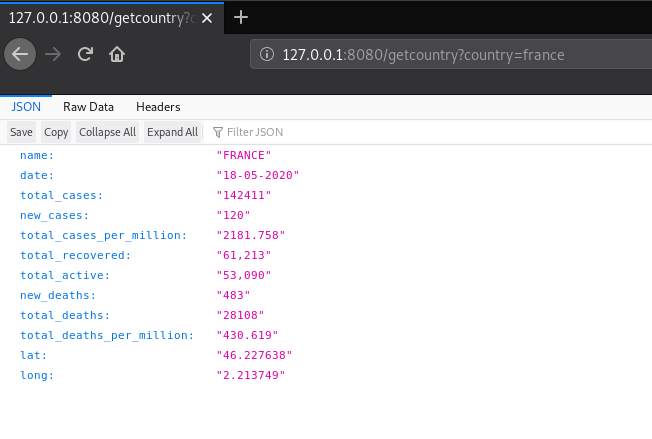 127.0.0.1:8080/getcountry?c
127.0.0.1:8080/getcountry?country=france
JSON Raw Data Headers
Save Copy Collapse All Expand All Filter JSON
name: "FRANCE"
date: "18-05-2020"
total_cases: "142411"
new_cases: "120"
total_cases_per_million: "2181.758"
total_recovered: "61,213"
total_active: "53,090"
new_deaths: "483"
total_deaths: "28108"
total_deaths_per_million: "430.619"
lat: "46.227638"
long: "2.213749"